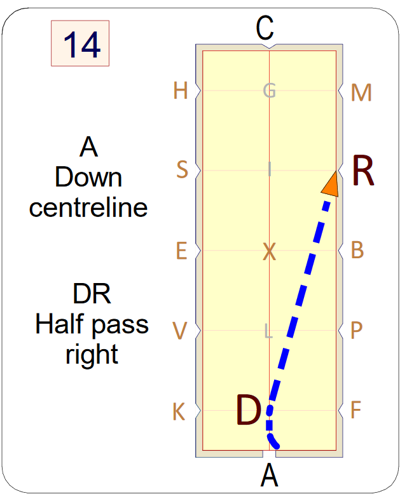 14
C
H G M
A
Down
centreline
S I R
E X B
DR
Half pass
right
V L P
K D F
A